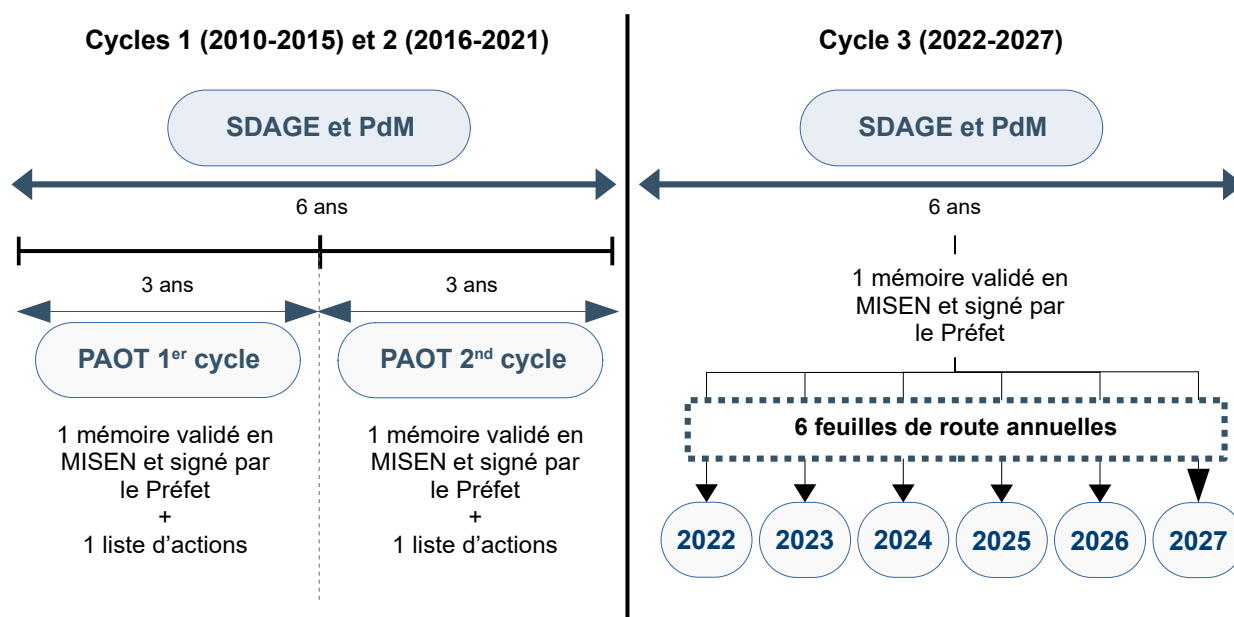 Cycles 1 (2010-2015) et 2 (2016-2021)
SDAGE et PdM
6 ans
3 ans
3 ans
PAOT 1er cycle
PAOT 2nd cycle
1 mémoire validé en
MISEN et signé par
le Préfet
+
1 liste d’actions
1 mémoire validé en
MISEN et signé par
le Préfet
+
1 liste d’actions
Cycle 3 (2022-2027)
SDAGE et PdM
6 ans
1 mémoire validé en
MISEN et signé par
le Préfet
6 feuilles de route annuelles
2022
2023
2024
2025
2026
2027